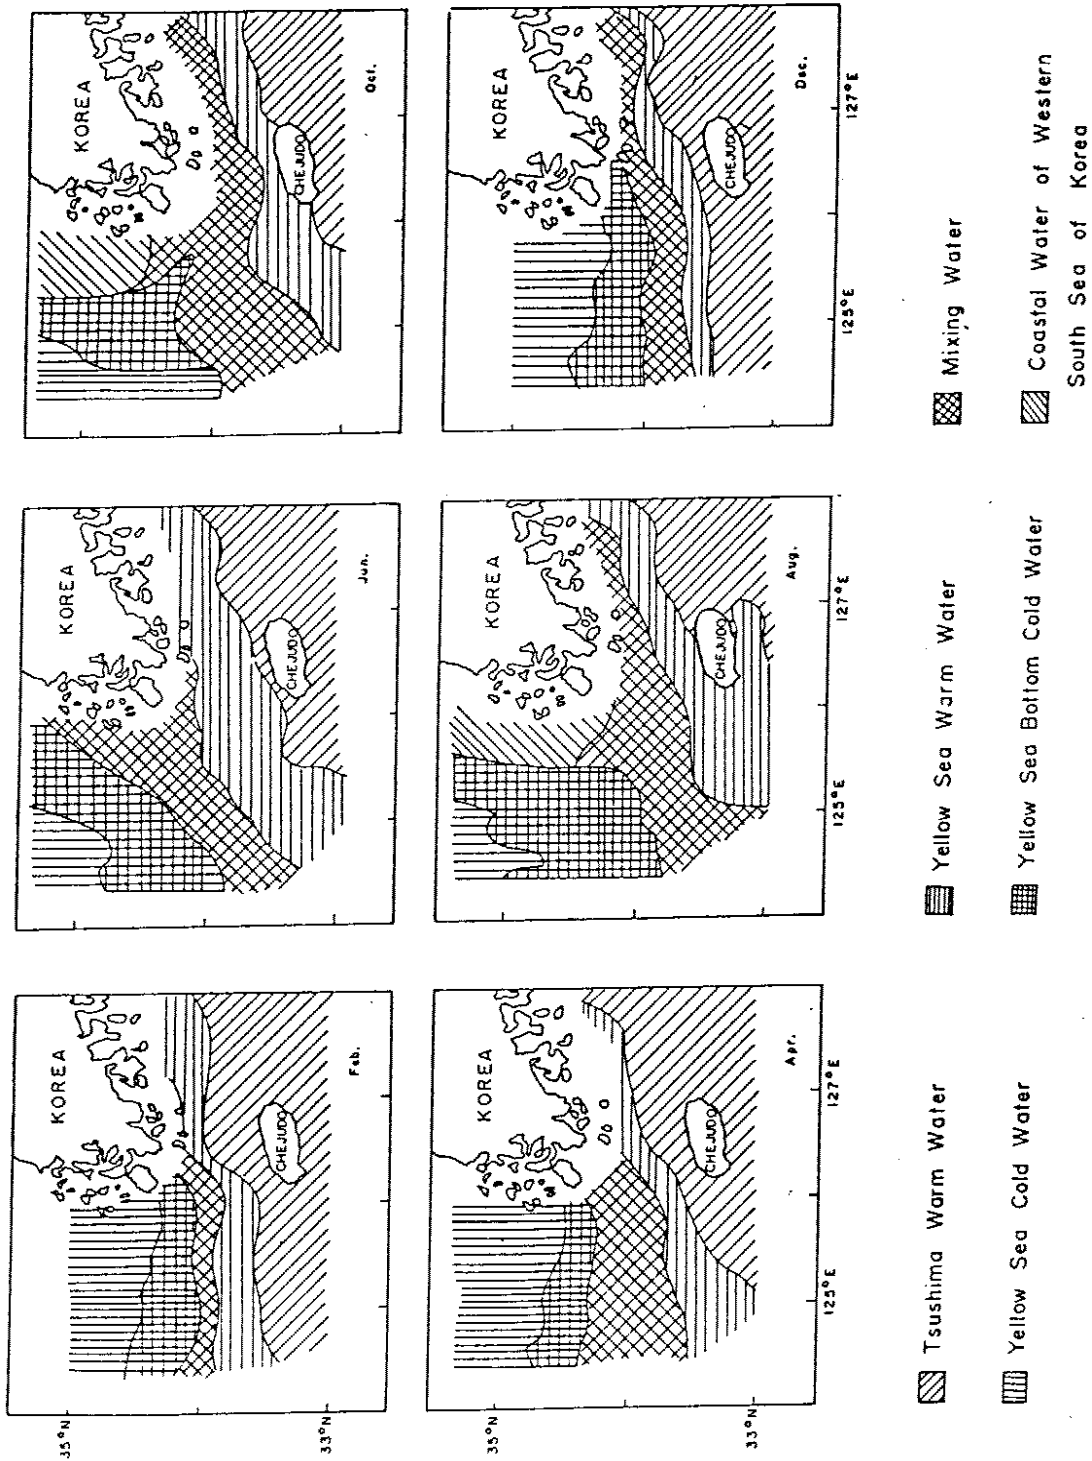 KOREA
CHEJUDO
Feb.
35°N
33°N
KOREA
CHEJUDO
Jun.
KOREA
CHEJUDO
Oct.
KOREA
CHEJUDO
Apr.
35°N
33°N
125°E
127°E
KOREA
CHEJUDO
Aug.
125°E
127°E
KOREA
CHEJUDO
Dec.
125°E
127°E
Tsushima Warm Water
Yellow Sea Warm Water
Mixing Water
Yellow Sea Cold Water
Yellow Sea Bottom Cold Water
Coastal Water of Western
South Sea of Korea